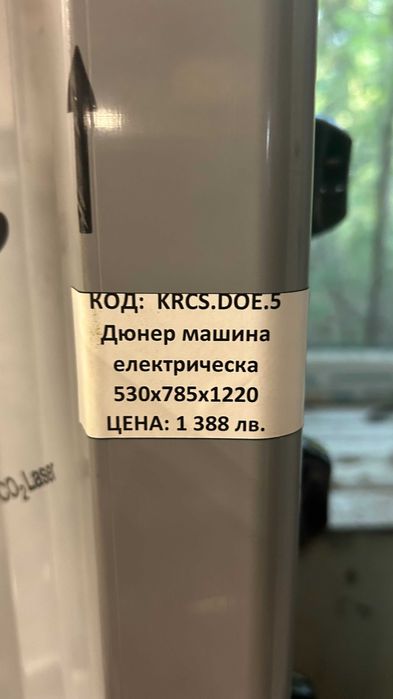 КОД: KRCS.DOE.5
Дюнер машина
електрическа
530x785x1220
ЦЕНА: 1 388 лв.
CO₂ Laser